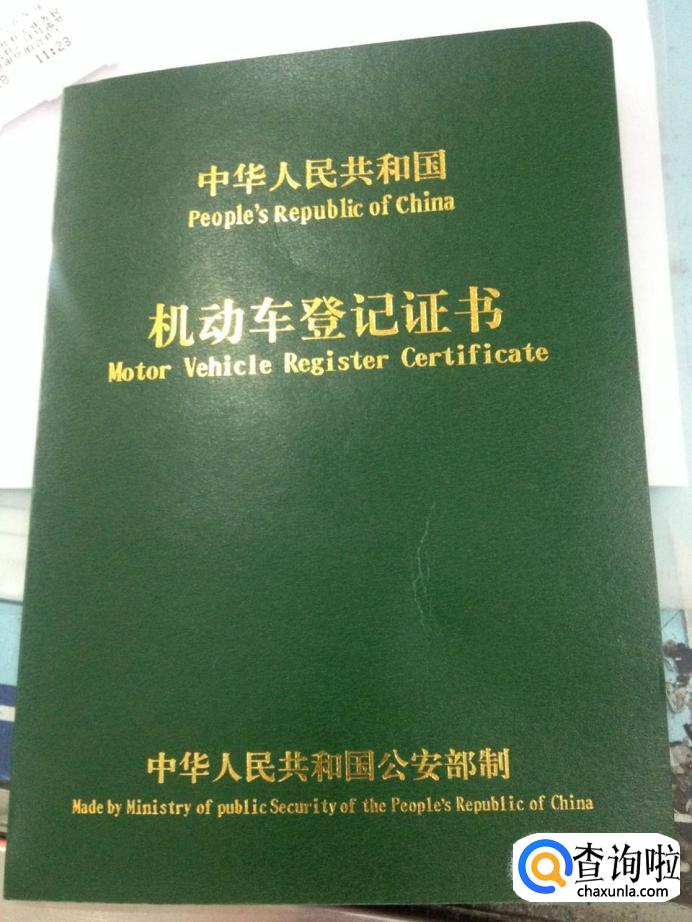 11:23
中华人民共和国
People's Republic of China
机动车登记证书
Motor Vehicle Register Certificate
中华人民共和国公安部制
Made by Ministry of public Security of the People's Republic of China
查询啦
chaxunla.com